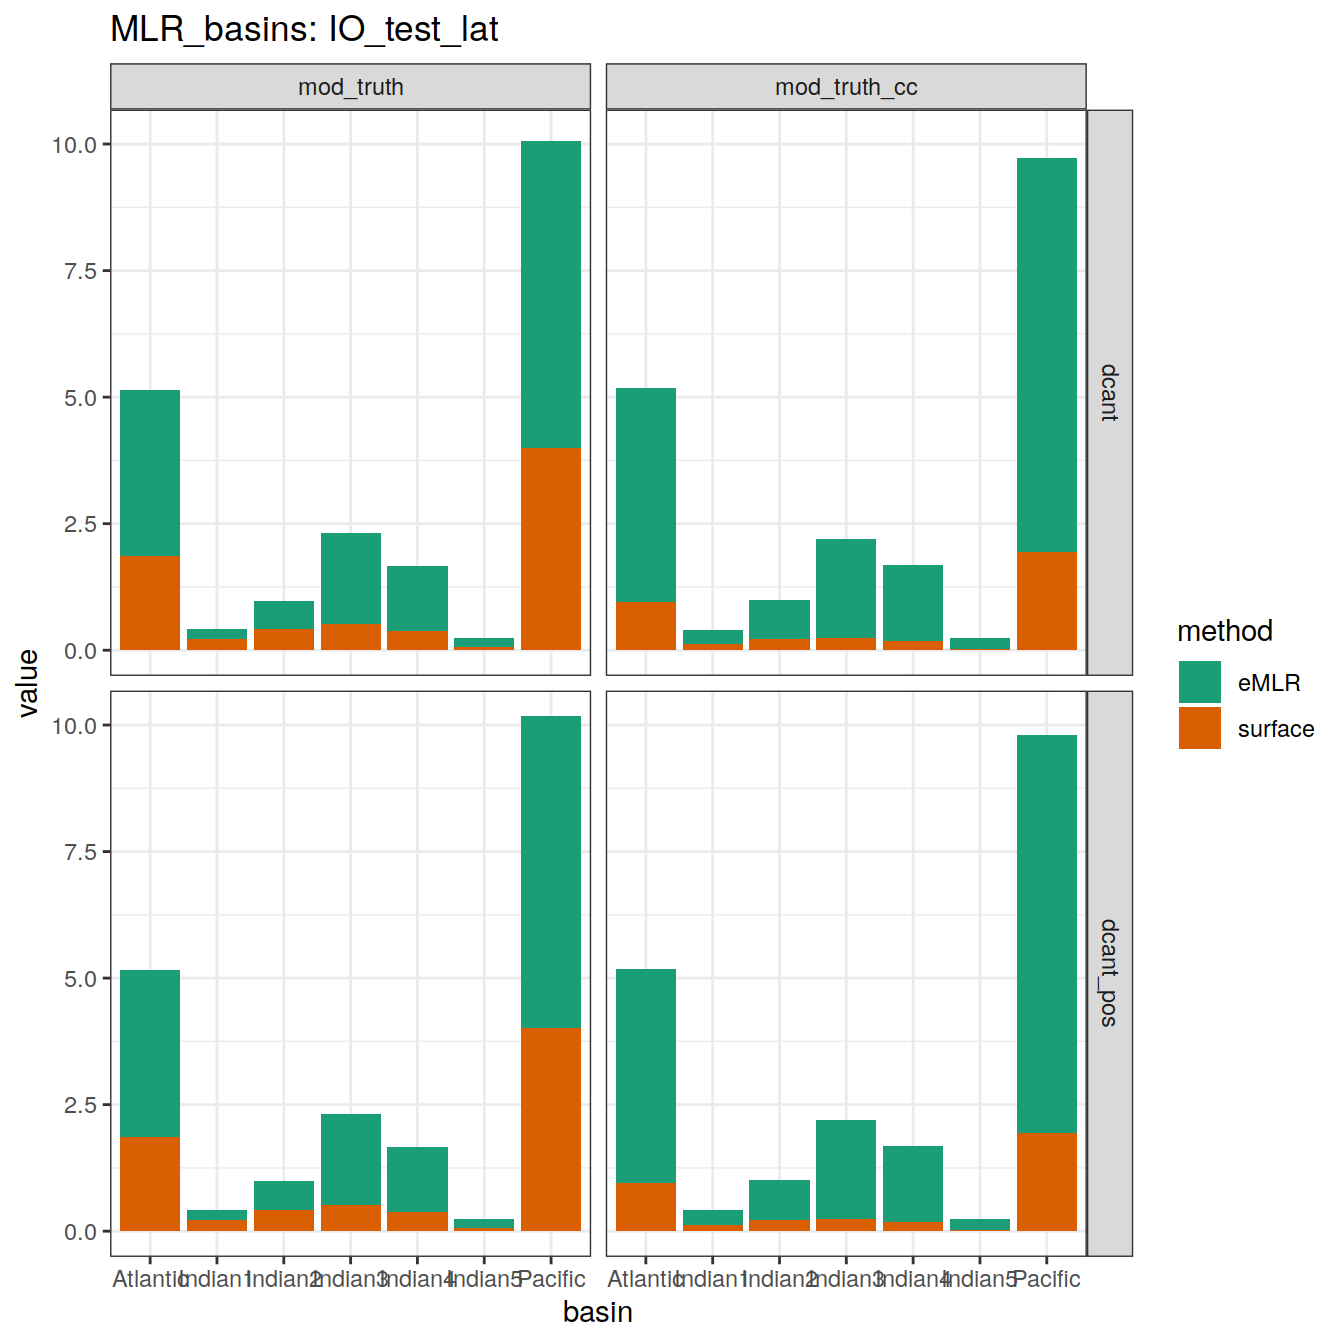 MLR_basins: IO_test_lat
mod_truth
mod_truth_cc
10.0
7.5
5.0
2.5
0.0
dcant
10.0
7.5
5.0
2.5
0.0
dcant_pos
value
Atlantic Indian1 Indian2 Indian3 Indian4 Indian5 Pacific
Atlantic Indian1 Indian2 Indian3 Indian4 Indian5 Pacific
basin
method
eMLR
surface